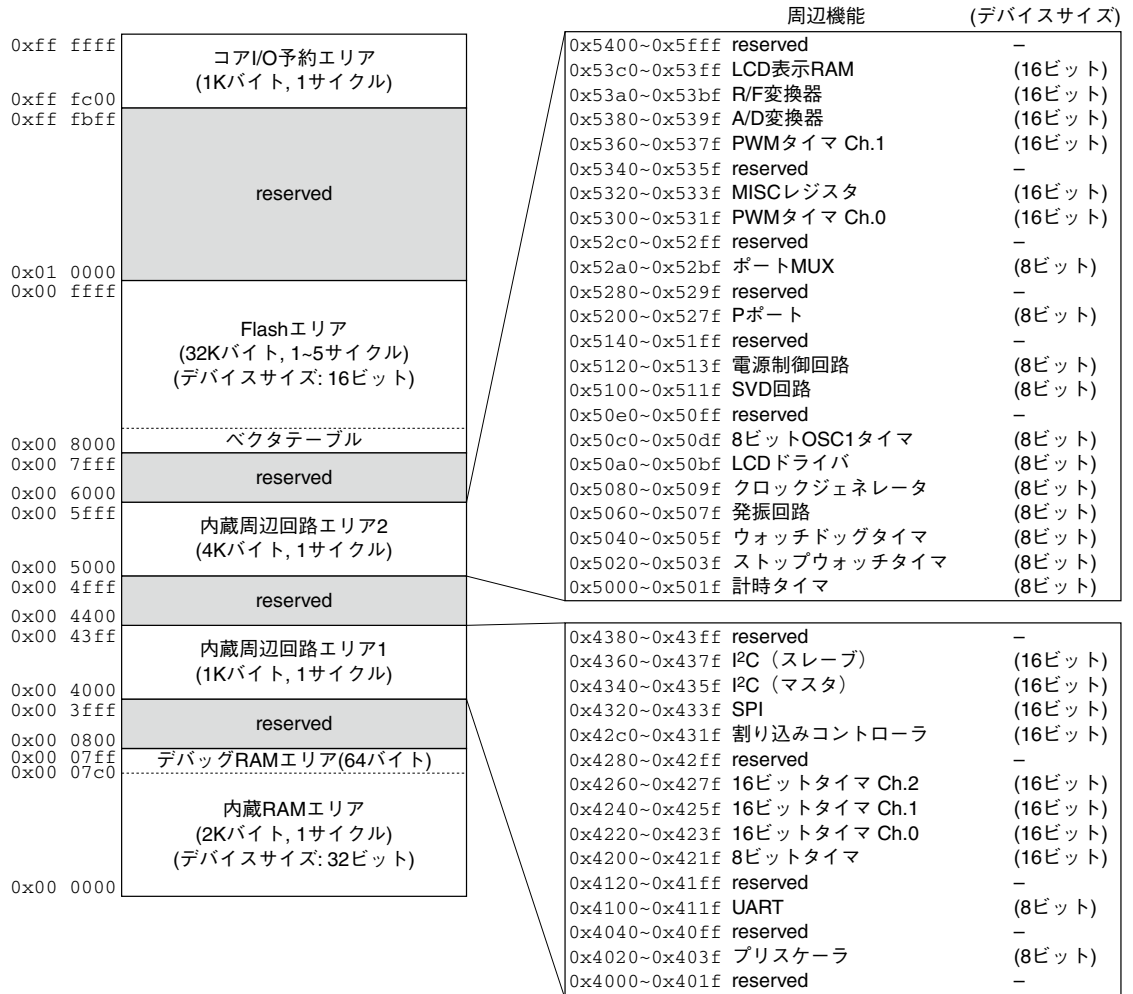 0xff ffff
コアI/O予約エリア
(1Kバイト, 1サイクル)
0xff fc00
0xff fbff
reserved
0x01 0000
0x00 ffff
Flashエリア
(32Kバイト, 1~5サイクル)
(デバイスサイズ: 16ビット)
ベクタテーブル
0x00 8000
0x00 7fff
reserved
0x00 6000
0x00 5fff
内蔵周辺回路エリア2
(4Kバイト, 1サイクル)
0x00 5000
0x00 4fff
reserved
0x00 4400
0x00 43ff
内蔵周辺回路エリア1
(1Kバイト, 1サイクル)
0x00 4000
0x00 3fff
reserved
0x00 0800
0x00 07ff
デバッグRAMエリア(64バイト)
0x00 07c0
内蔵RAMエリア
(2Kバイト, 1サイクル)
(デバイスサイズ: 32ビット)
0x00 0000
周辺機能 (デバイスサイズ)
0x5400~0x5fff reserved –
0x53c0~0x53ff LCD表示RAM (16ビット)
0x53a0~0x53bf R/F変換器 (16ビット)
0x5380~0x539f A/D変換器 (16ビット)
0x5360~0x537f PWMタイマ Ch.1 (16ビット)
0x5340~0x535f reserved –
0x5320~0x533f MISCレジスタ (16ビット)
0x5300~0x531f PWMタイマ Ch.0 (16ビット)
0x52c0~0x52ff reserved –
0x52a0~0x52bf ポートMUX (8ビット)
0x5280~0x529f reserved –
0x5200~0x527f Pポート (8ビット)
0x5140~0x51ff reserved –
0x5120~0x513f 電源制御回路 (8ビット)
0x5100~0x511f SVD回路 (8ビット)
0x50e0~0x50ff reserved –
0x50c0~0x50df 8ビットOSC1タイマ (8ビット)
0x50a0~0x50bf LCDドライバ (8ビット)
0x5080~0x509f クロックジェネレータ (8ビット)
0x5060~0x507f 発振回路 (8ビット)
0x5040~0x505f ウォッチドッグタイマ (8ビット)
0x5020~0x503f ストップウォッチタイマ (8ビット)
0x5000~0x501f 計時タイマ (8ビット)
0x4380~0x43ff reserved –
0x4360~0x437f I²C（スレーブ） (16ビット)
0x4340~0x435f I²C（マスタ） (16ビット)
0x4320~0x433f SPI (16ビット)
0x42c0~0x431f 割り込みコントローラ (16ビット)
0x4280~0x42ff reserved –
0x4260~0x427f 16ビットタイマ Ch.2 (16ビット)
0x4240~0x425f 16ビットタイマ Ch.1 (16ビット)
0x4220~0x423f 16ビットタイマ Ch.0 (16ビット)
0x4200~0x421f 8ビットタイマ (16ビット)
0x4120~0x41ff reserved –
0x4100~0x411f UART (8ビット)
0x4040~0x40ff reserved –
0x4020~0x403f プリスケーラ (8ビット)
0x4000~0x401f reserved –